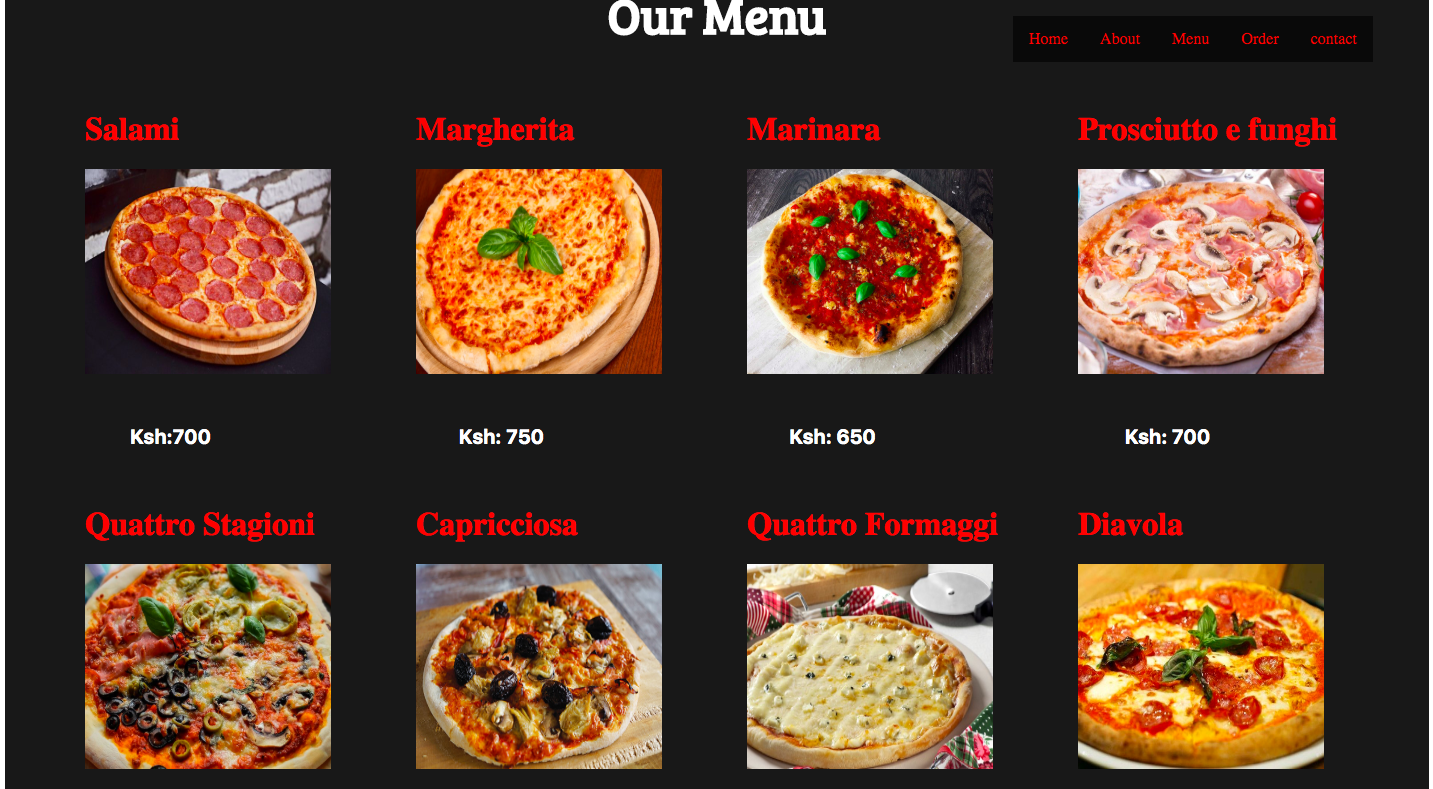 Our Menu
Home About Menu Order contact
Salami Margherita Marinara Prosciutto e funghi
Ksh:700 Ksh: 750 Ksh: 650 Ksh: 700
Quattro Stagioni Capricciosa Quattro Formaggi Diavola